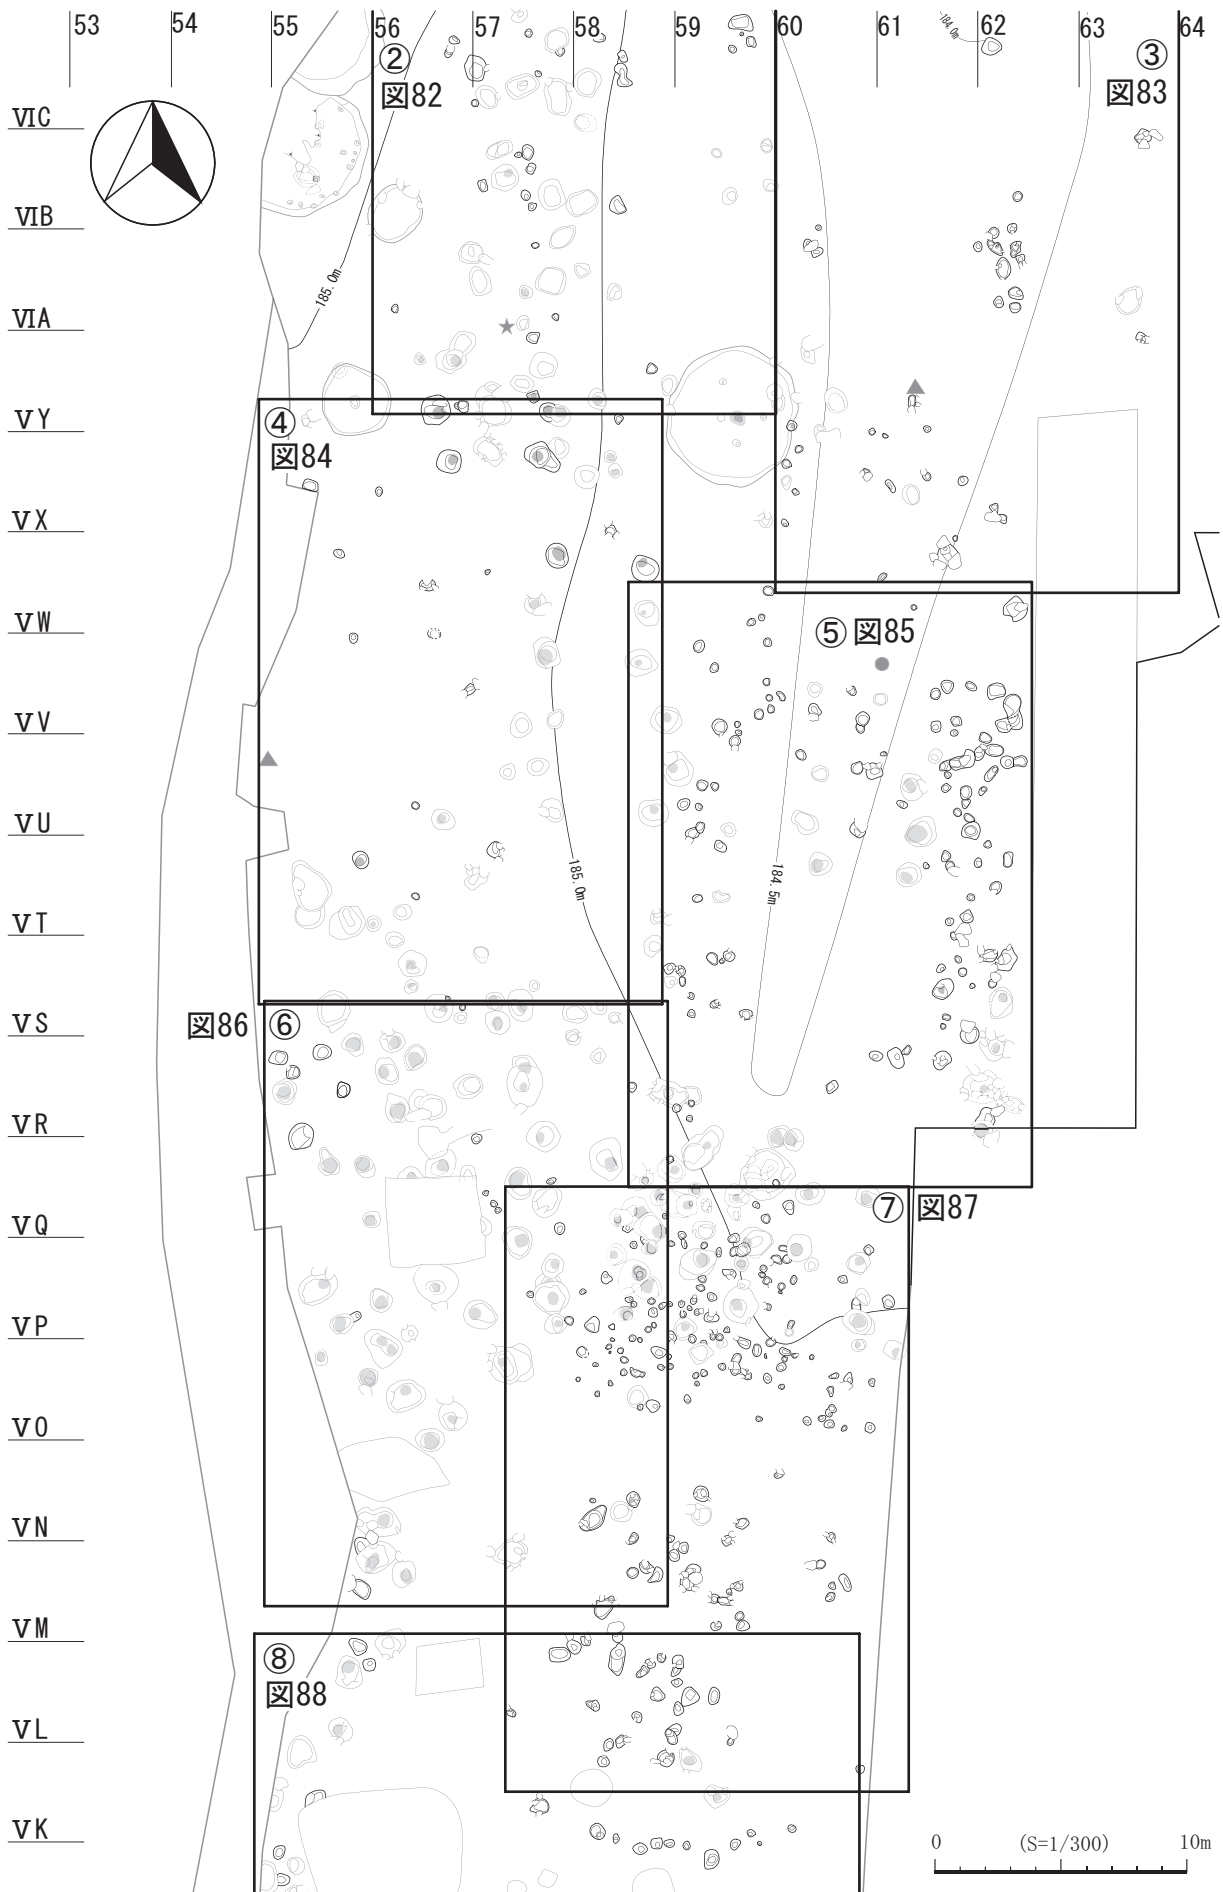 53 54 55 56 57 58 59 60 61 62 63 64
② 図82
③ 図83
-184.0m
VIC
VIB
185.0m
VIA
VY
④ 図84
VX
VW
⑤ 図85
VV
VU
185.0m
184.5m
VT
VS
図86 ⑥
VR
⑦ 図87
VQ
VP
VO
VN
VM
⑧ 図88
VL
VK
0 (S=1/300) 10m